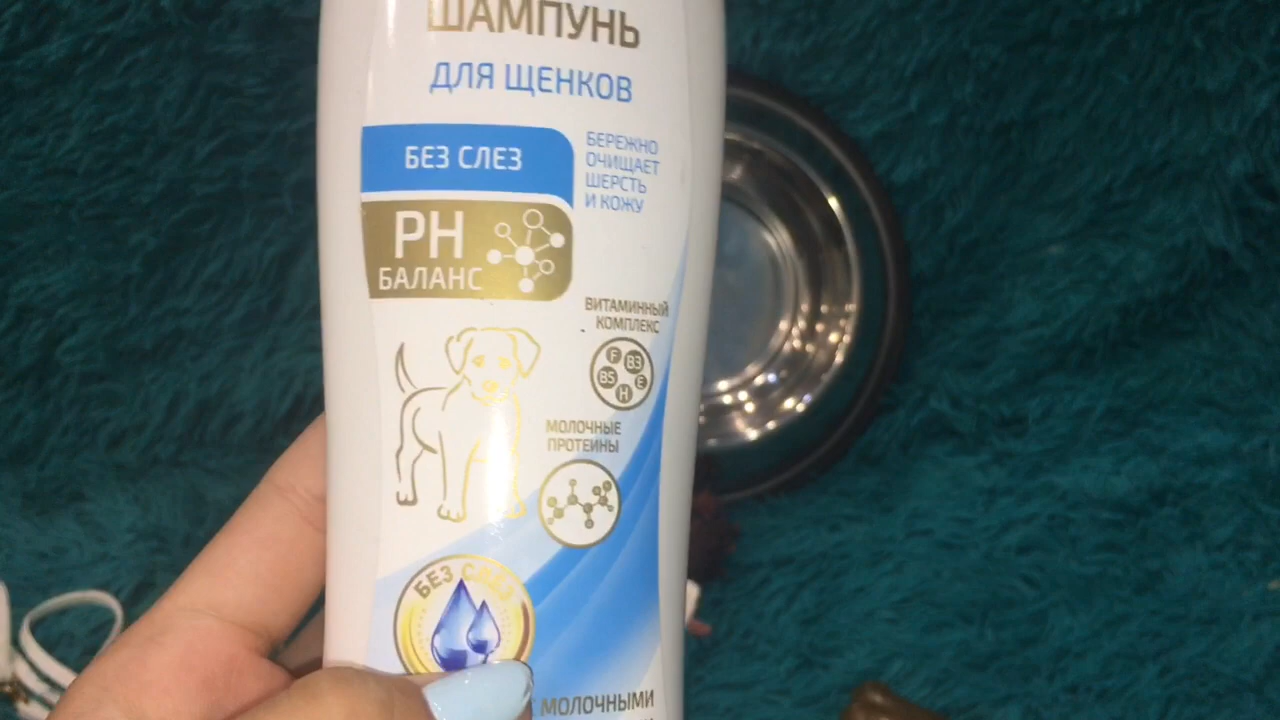 ШАМПУНЬ
ДЛЯ ЩЕНКОВ
БЕЗ СЛЕЗ
БЕРЕЖНО
ОЧИЩАЕТ
ШЕРСТЬ
И КОЖУ
PH
БАЛАНС
ВИТАМИННЫЙ
КОМПЛЕКС
F B3
B5 E
H
МОЛОЧНЫЕ
ПРОТЕИНЫ
БЕЗ СЛЕЗ
С МОЛОЧНЫМИ